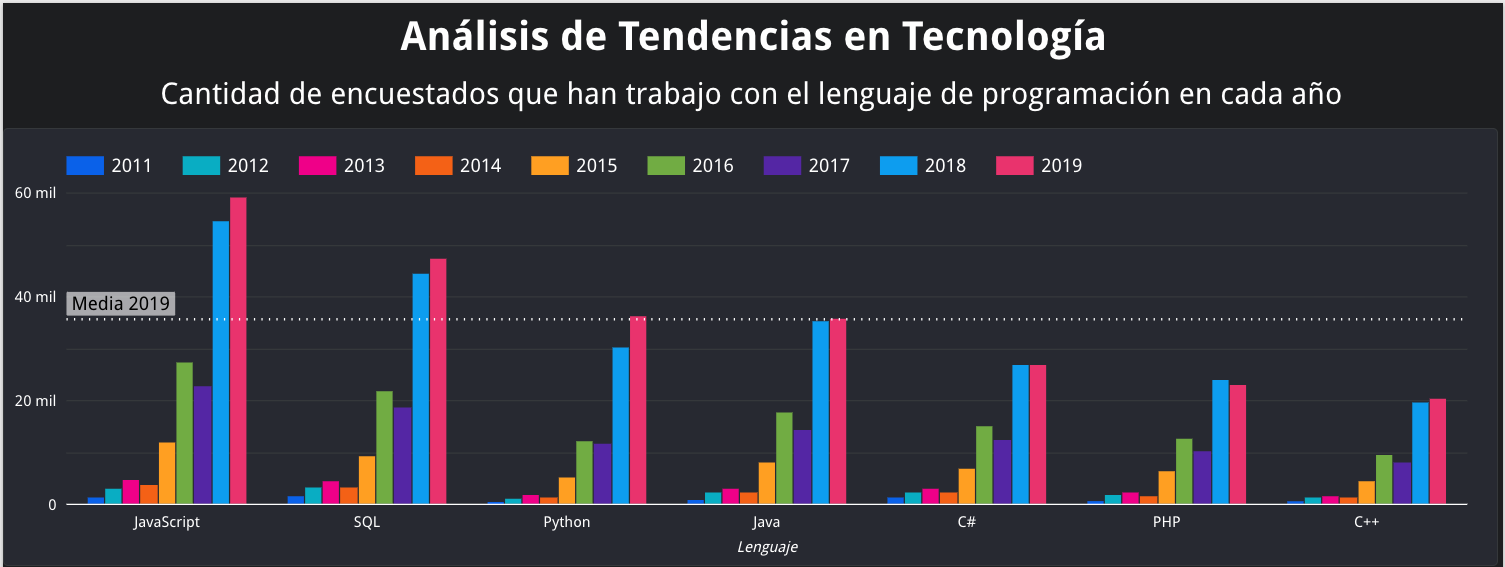 Análisis de Tendencias en Tecnología
Cantidad de encuestados que han trabajo con el lenguaje de programación en cada año
2011 2012 2013 2014 2015 2016 2017 2018 2019
60 mil
40 mil
Media 2019
20 mil
0
JavaScript SQL Python Java C# PHP C++
Lenguaje